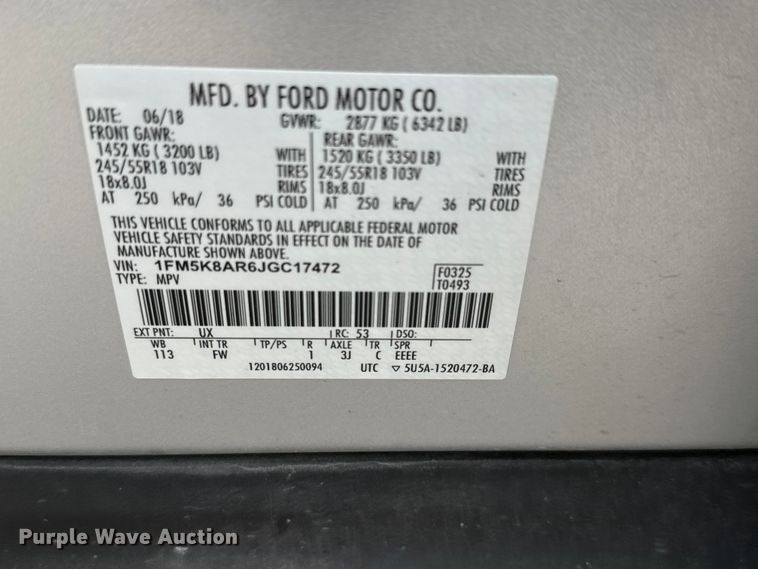 MFD. BY FORD MOTOR CO.
DATE: 06/18 GVWR: 2877 KG ( 6342 LB)
FRONT GAWR: REAR GAWR:
1452 KG ( 3200 LB) WITH 1520 KG ( 3350 LB) WITH
245/55R18 103V TIRES 245/55R18 103V TIRES
18x8.0J RIMS 18x8.0J RIMS
AT 250 kPa/ 36 PSI COLD AT 250 kPa/ 36 PSI COLD
THIS VEHICLE CONFORMS TO ALL APPLICABLE FEDERAL MOTOR
VEHICLE SAFETY STANDARDS IN EFFECT ON THE DATE OF
MANUFACTURE SHOWN ABOVE.
VIN: 1FM5K8AR6JGC17472 F0325
TYPE: MPV T0493
EXT PNT: UX RC: 53 DSO:
WB INT TR TP/PS R AXLE TR SPR
113 FW 1 3J C EEEE
1201806250094 UTC ▽ 5U5A-1520472-BA
Purple Wave Auction